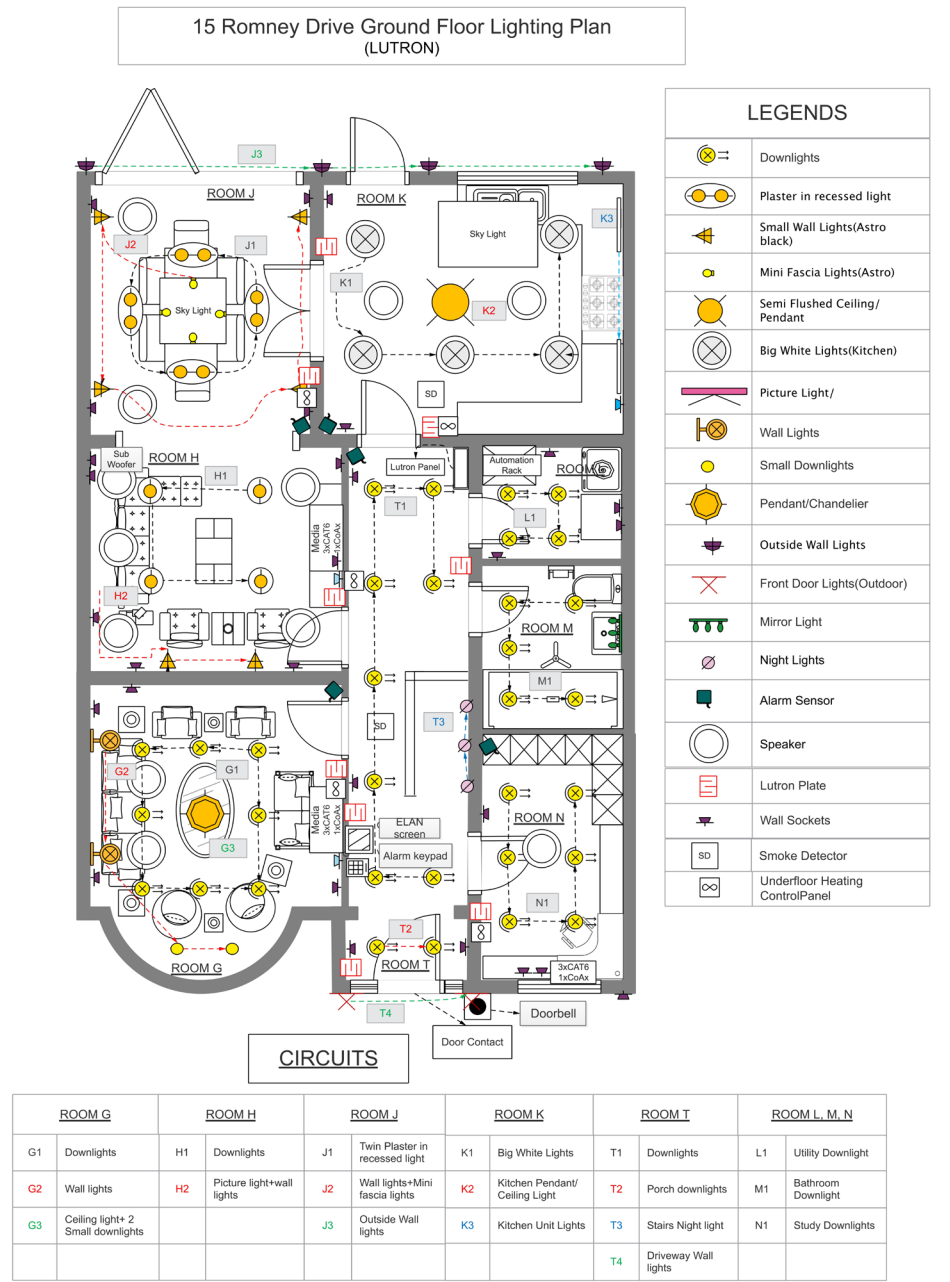 15 Romney Drive Ground Floor Lighting Plan
(LUTRON)
LEGENDS
Downlights
Plaster in recessed light
Small Wall Lights(Astro
black)
Mini Fascia Lights(Astro)
Semi Flushed Ceiling/
Pendant
Big White Lights(Kitchen)
Picture Light/
Wall Lights
Small Downlights
Pendant/Chandelier
Outside Wall Lights
Front Door Lights(Outdoor)
Mirror Light
Night Lights
Alarm Sensor
Speaker
Lutron Plate
Wall Sockets
SD
Smoke Detector
Underfloor Heating
ControlPanel
J3
ROOM J
ROOM K
J2
J1
Sky Light
K1
Sky Light
K2
K3
SD
Sub
Woofer
ROOM H
H1
H2
Media
3xCAT6
1xCoAx
Lutron Panel
T1
Automation
Rack
ROOM L
L1
ROOM M
M1
SD
T3
G2
G1
G3
Media
3xCAT6
1xCoAx
ELAN
screen
Alarm keypad
ROOM N
N1
ROOM G
T2
ROOM T
3xCAT6
1xCoAx
T4
Doorbell
Door Contact
CIRCUITS
ROOM G
ROOM H
ROOM J
ROOM K
ROOM T
ROOM L, M, N
G1
Downlights
H1
Downlights
J1
Twin Plaster in
recessed light
K1
Big White Lights
T1
Downlights
L1
Utility Downlight
G2
Wall lights
H2
Picture light+wall
lights
J2
Wall lights+Mini
fascia lights
K2
Kitchen Pendant/
Ceiling Light
T2
Porch downlights
M1
Bathroom
Downlight
G3
Ceiling light+ 2
Small downlights
J3
Outside Wall
lights
K3
Kitchen Unit Lights
T3
Stairs Night light
N1
Study Downlights
T4
Driveway Wall
lights